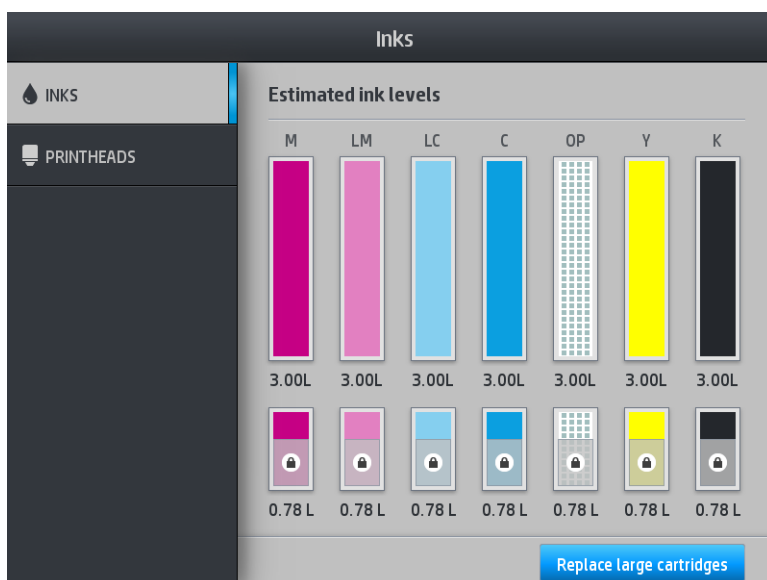 Inks
INKS
PRINTHEADS
Estimated ink levels
M LM LC C OP Y K
3.00L 3.00L 3.00L 3.00L 3.00L 3.00L 3.00L
0.78 L 0.78 L 0.78 L 0.78 L 0.78 L 0.78 L 0.78 L
Replace large cartridges